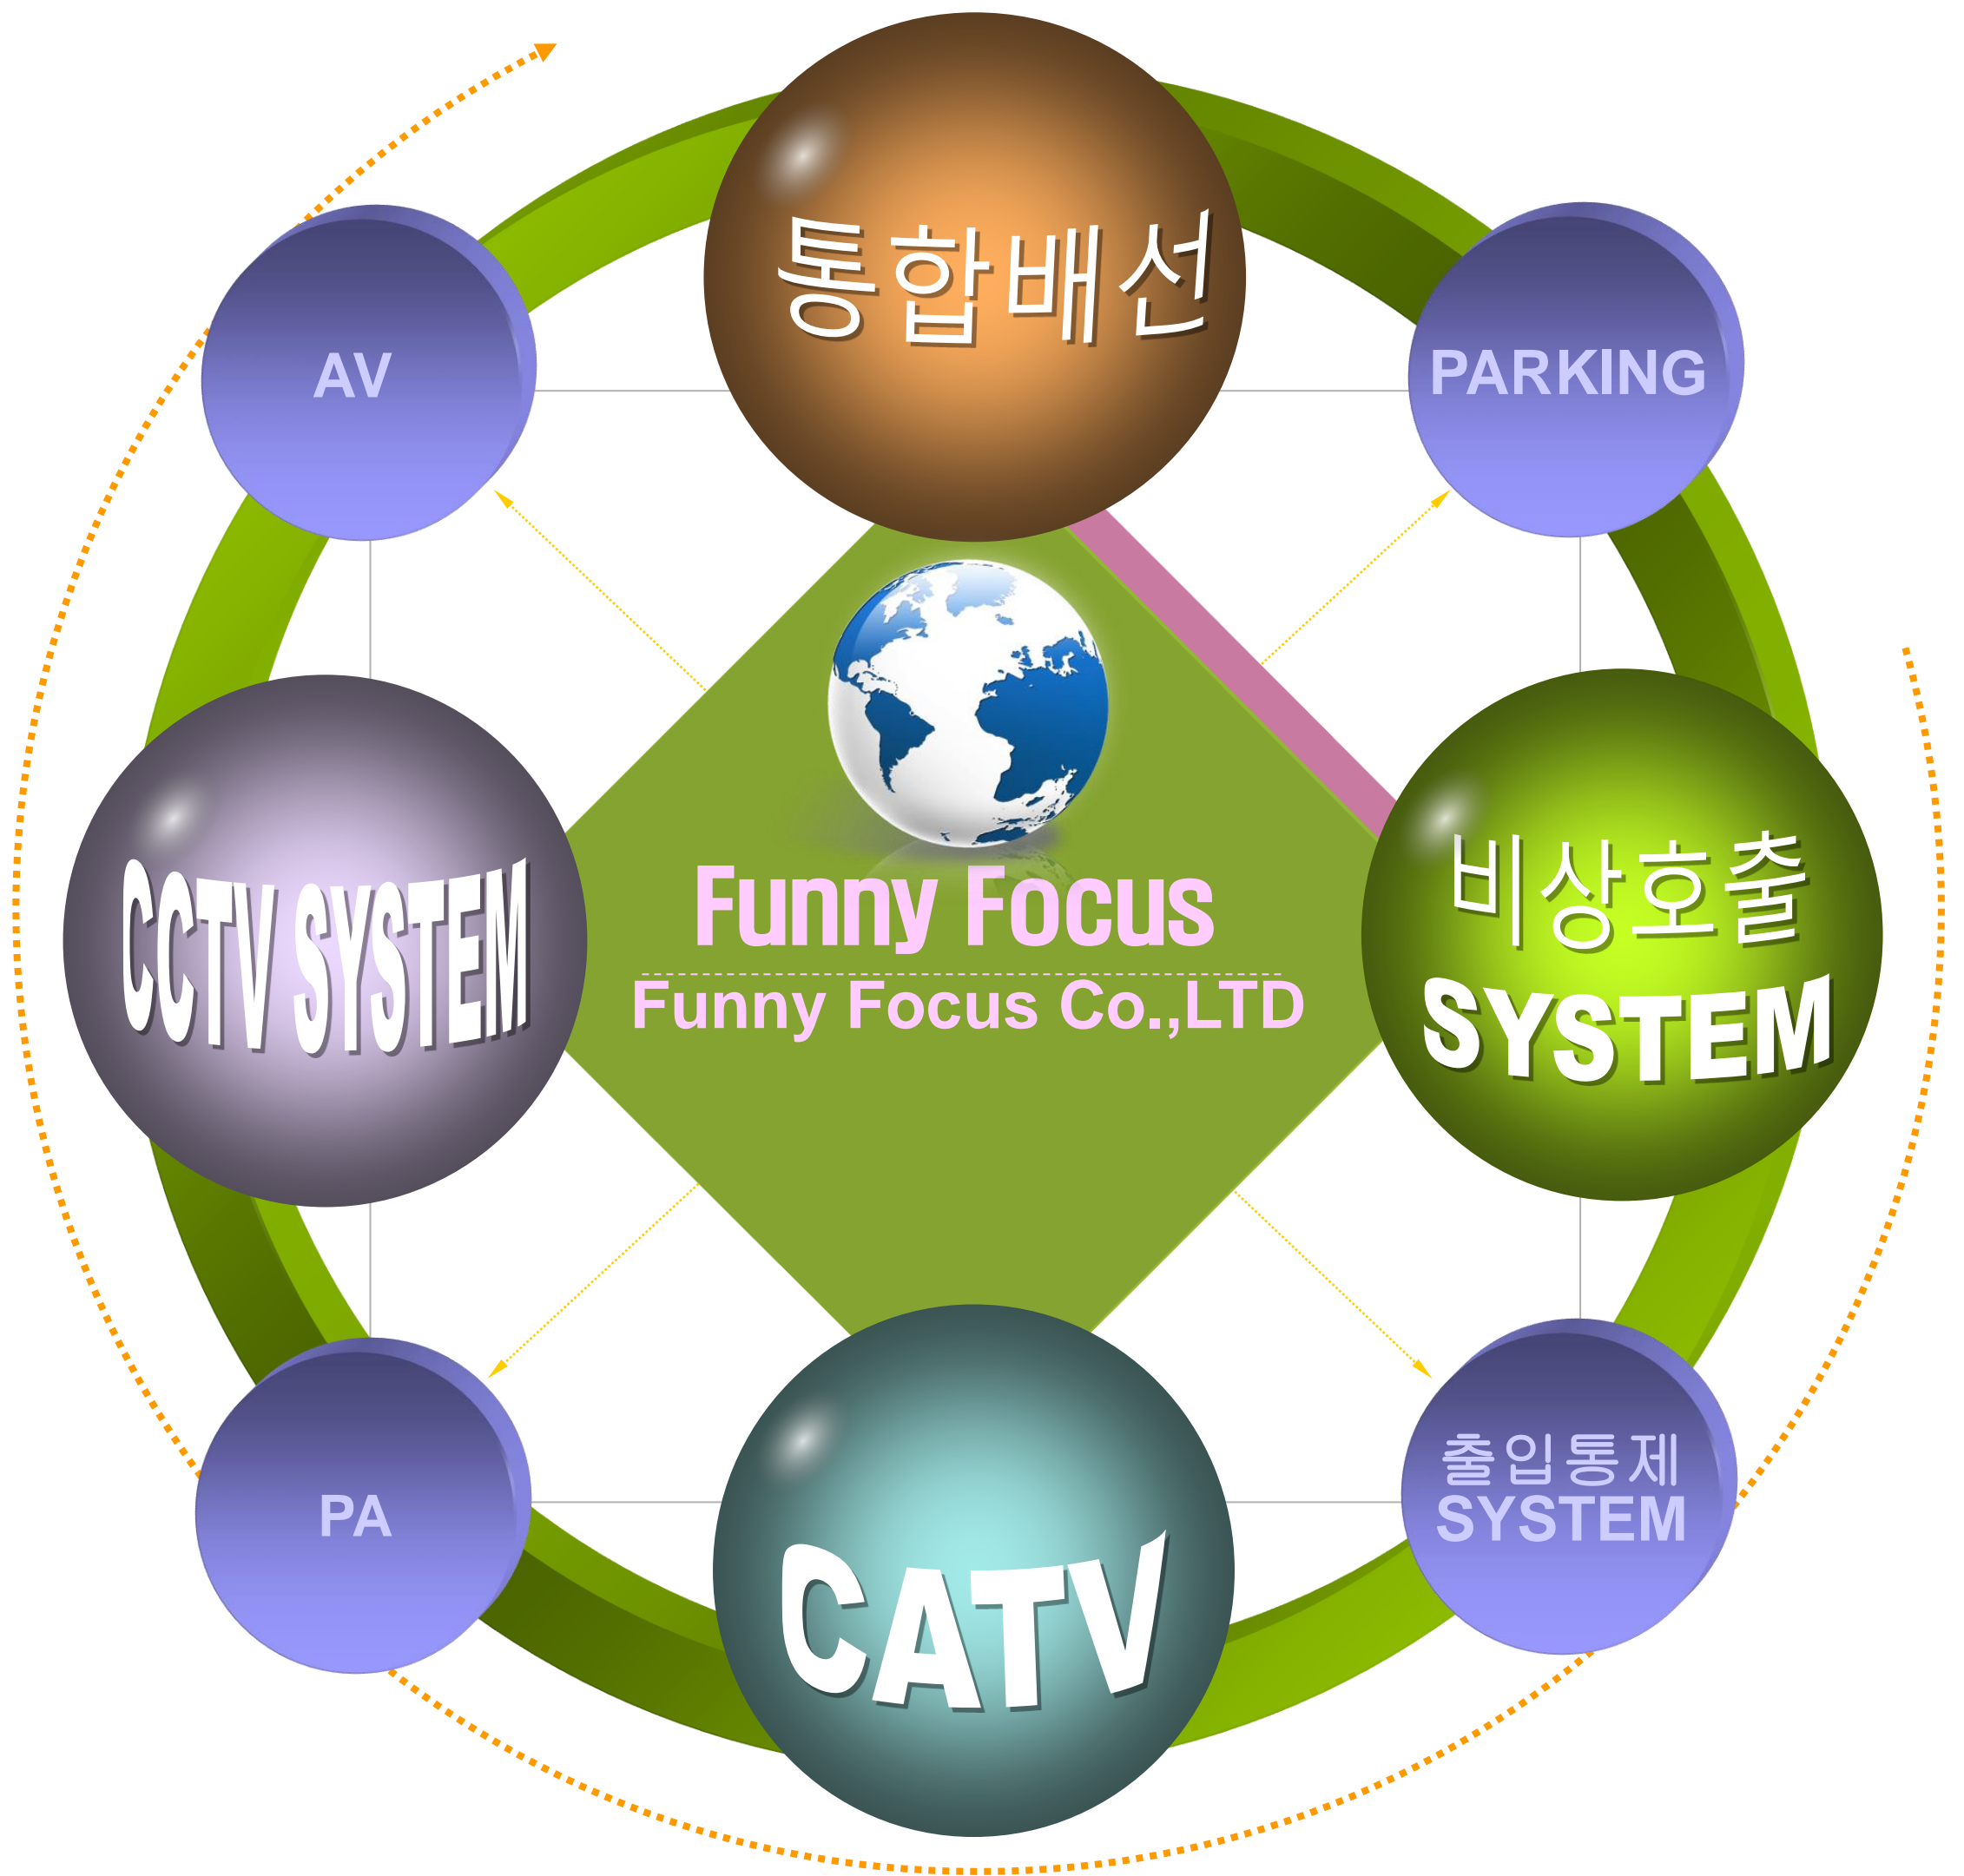 통합배선
AV
PARKING
Funny Focus
Funny Focus Co.,LTD
CCTV SYSTEM
비상호출
SYSTEM
PA
CATV
출입통제
SYSTEM